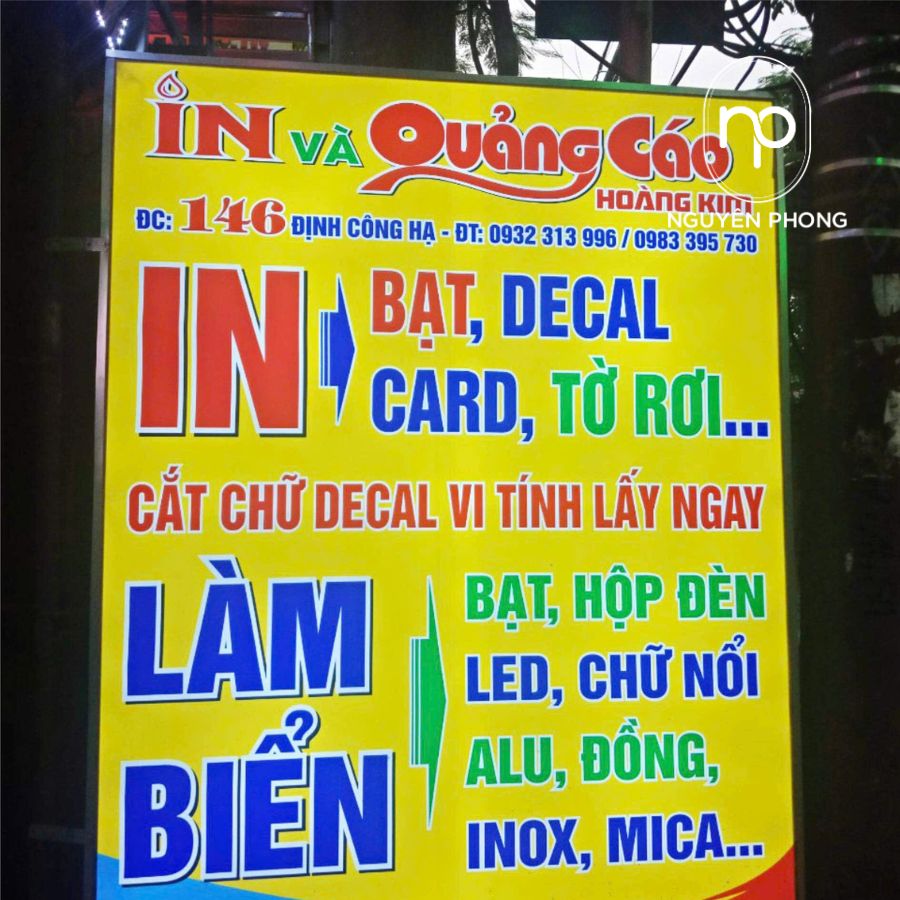 IN VÀ QUẢNG CÁO
HOÀNG KIM
np
NGUYÊN PHONG
ĐC: 146 ĐỊNH CÔNG HẠ - ĐT: 0932 313 996 / 0983 395 730
IN
BẠT, DECAL
CARD, TỜ RƠI...
CẮT CHỮ DECAL VI TÍNH LẤY NGAY
LÀM
BIỂN
BẠT, HỘP ĐÈN
LED, CHỮ NỔI
ALU, ĐỒNG,
INOX, MICA...